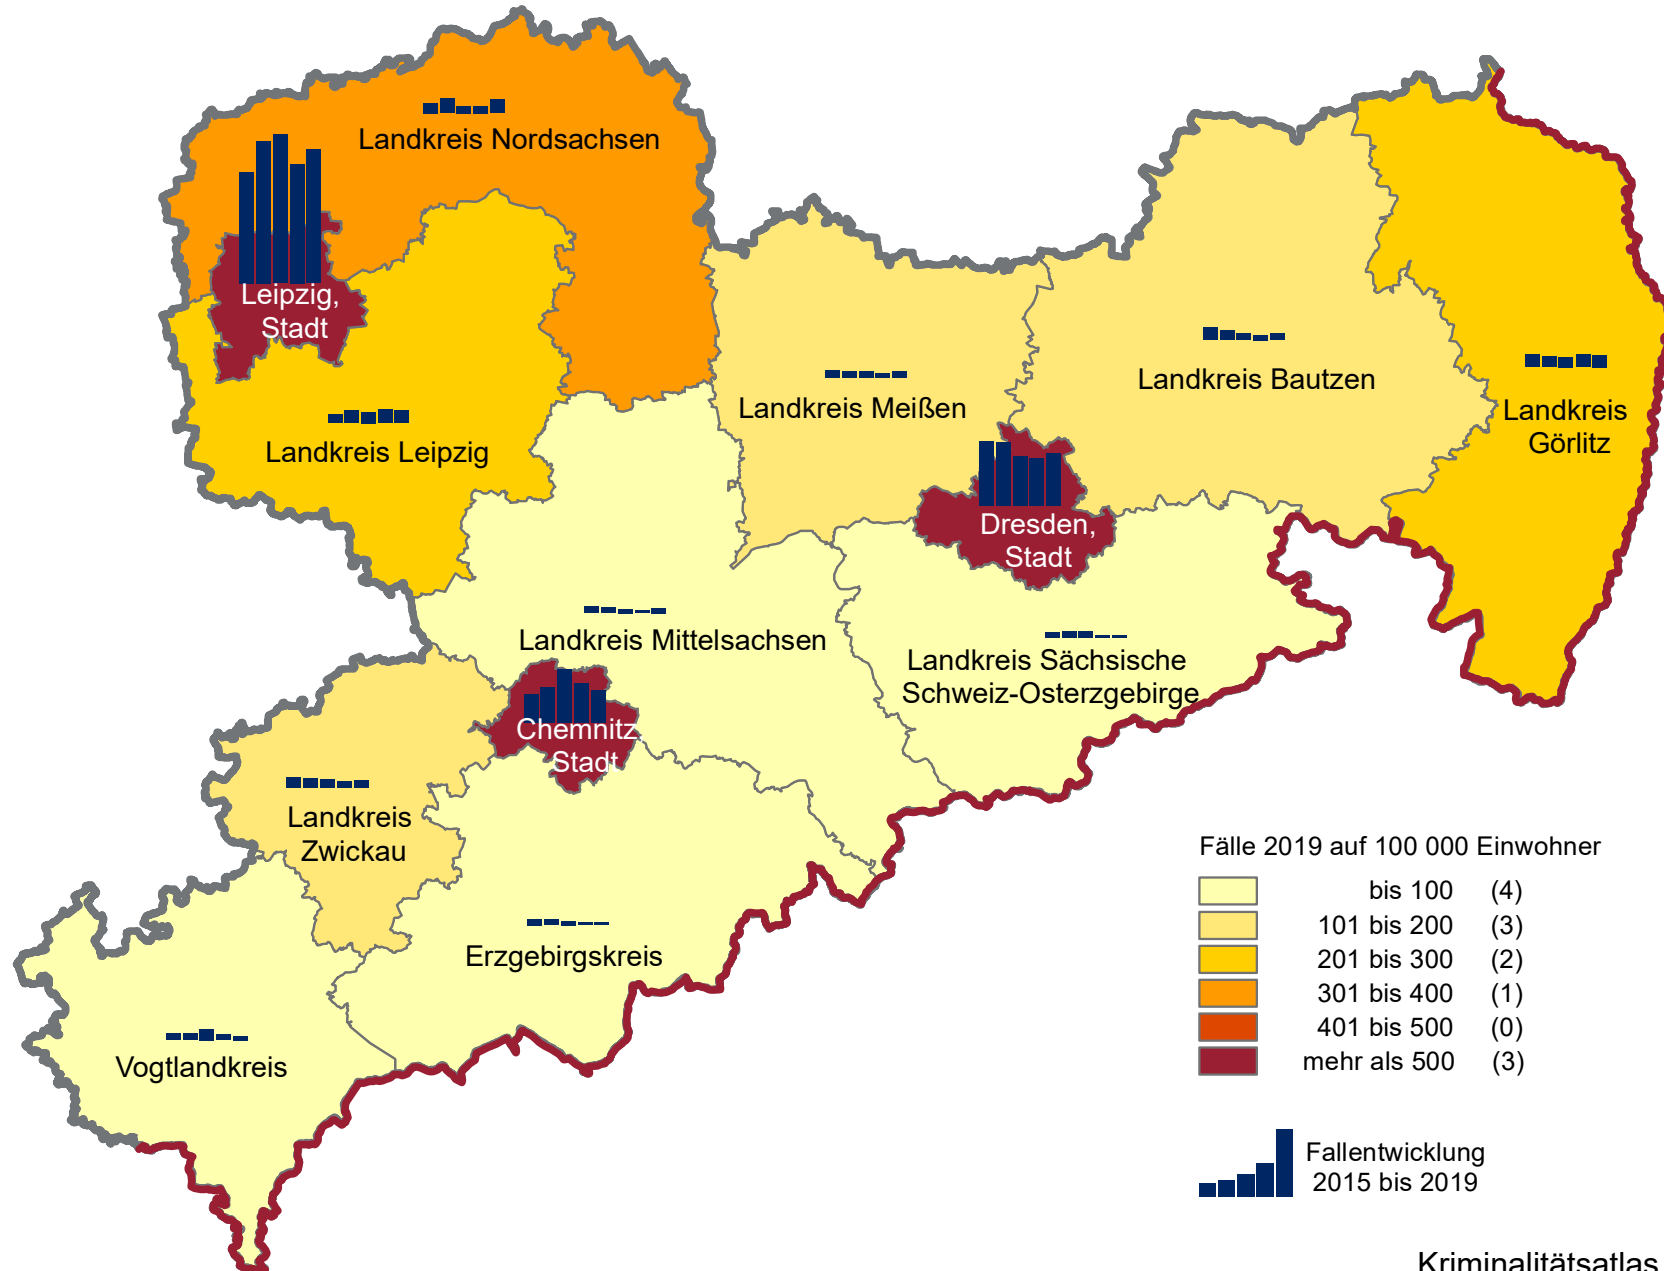 Landkreis Nordsachsen
Leipzig,
Stadt
Landkreis Leipzig
Landkreis Meißen
Landkreis Bautzen
Landkreis
Görlitz
Dresden,
Stadt
Landkreis Mittelsachsen
Landkreis Sächsische
Schweiz-Osterzgebirge
Chemnitz
Stadt
Landkreis
Zwickau
Erzgebirgskreis
Vogtlandkreis
Fälle 2019 auf 100 000 Einwohner
bis 100 (4)
101 bis 200 (3)
201 bis 300 (2)
301 bis 400 (1)
401 bis 500 (0)
mehr als 500 (3)
Fallentwicklung
2015 bis 2019
Kriminalitätsatlas